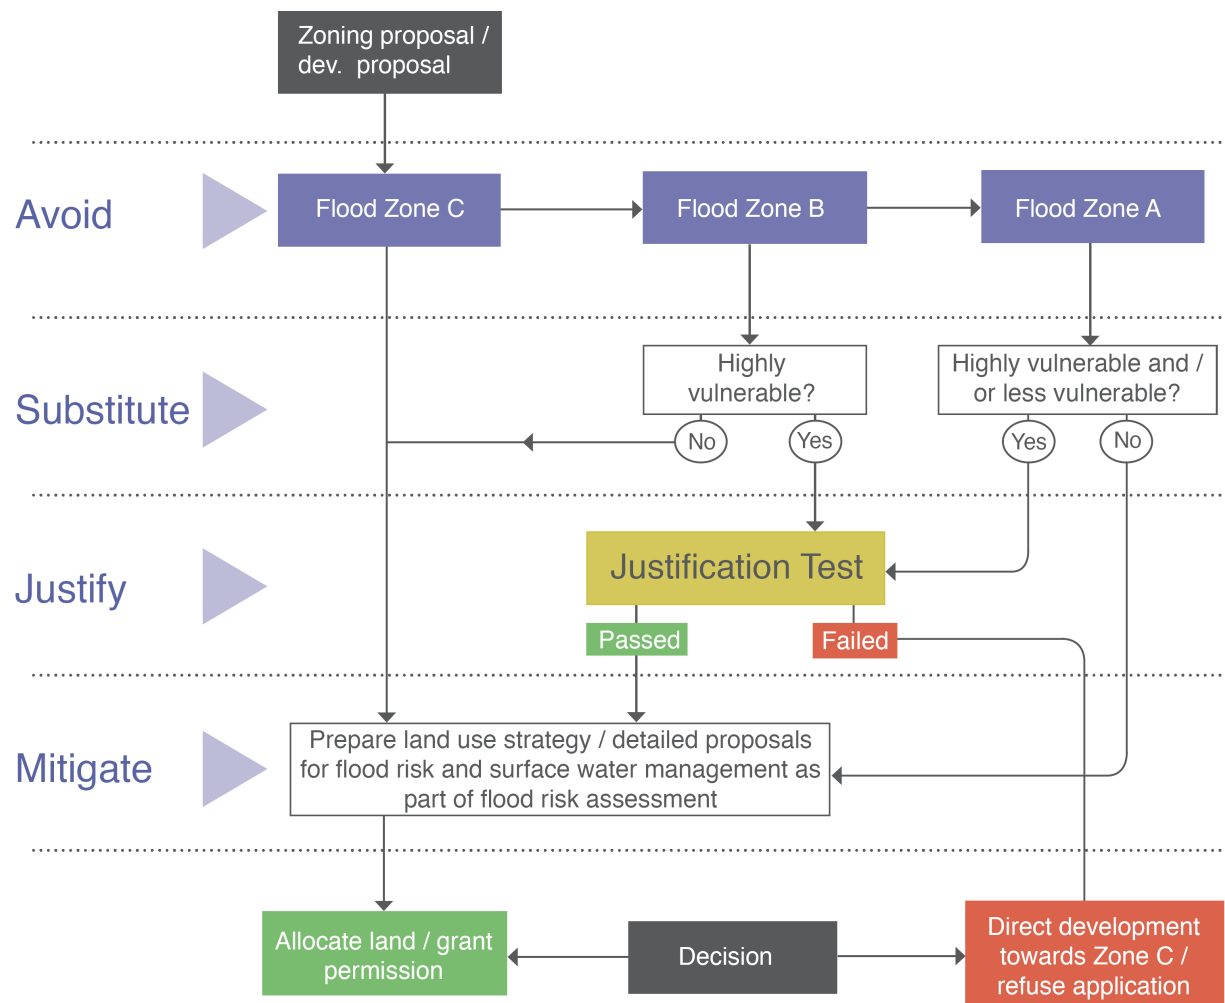 Zoning proposal /
dev. proposal
Avoid
Flood Zone C
Flood Zone B
Flood Zone A
Substitute
Highly
vulnerable?
Highly vulnerable and /
or less vulnerable?
No
Yes
Yes
No
Justify
Justification Test
Passed
Failed
Mitigate
Prepare land use strategy / detailed proposals
for flood risk and surface water management as
part of flood risk assessment
Allocate land / grant
permission
Decision
Direct development
towards Zone C /
refuse application